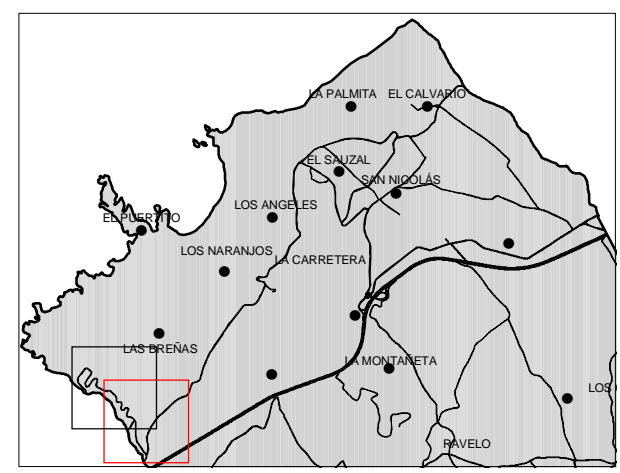 LA PALMITA
EL CALVARIO
EL SAUZAL
SAN NICOLÁS
LOS ANGELES
EL PUERTITO
LOS NARANJOS
LA CARRETERA
LAS BREÑAS
LA MONTAÑETA
LOS
RAVELO